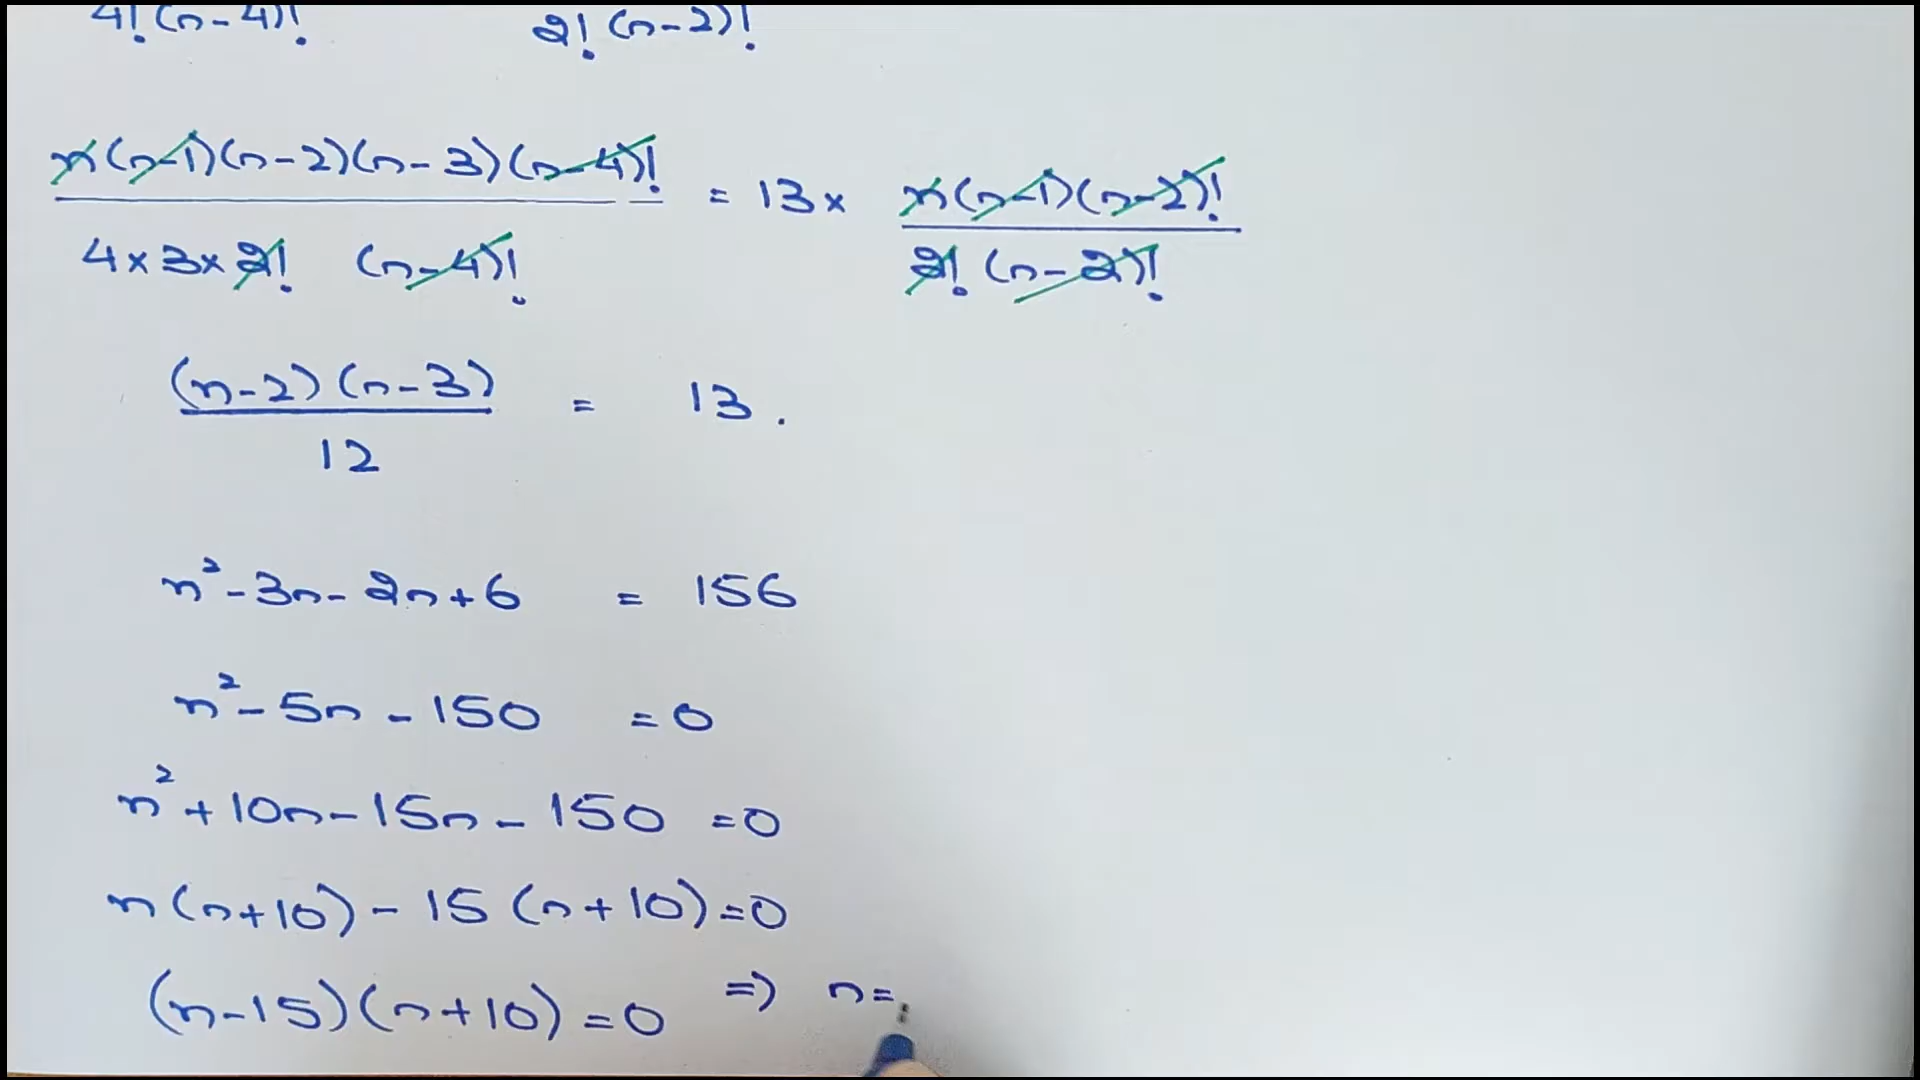 4!(n-4)! 2!(n-2)!
n(n-1)(n-2)(n-3)(n-4)! / 4×3×2! (n-4)! = 13 × n(n-1)(n-2)! / 2!(n-2)!
(n-2)(n-3) / 12 = 13.
n²-3n-2n+6 = 156
n²-5n-150 = 0
n²+10n-15n-150 = 0
n(n+10)-15(n+10)=0
(n-15)(n+10)=0 ⇒ n=